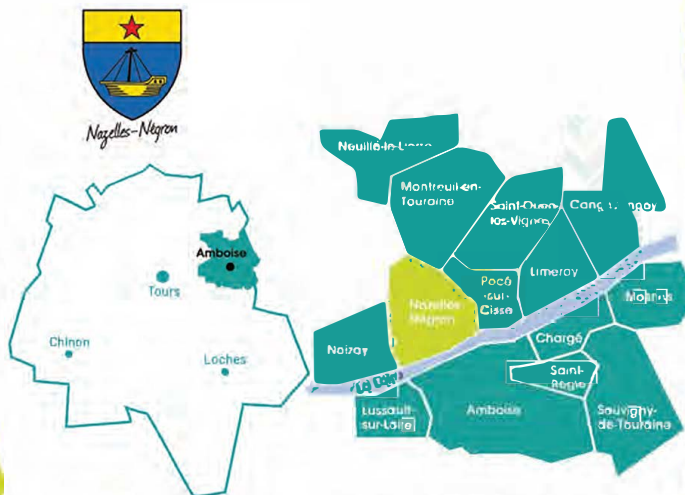 Nazelles-Négron
Neuillé-le-Lierre
Montreuil-en-
Touraine
Saint-Ouen-
les-Vignes
Cangey
Amboise
Tours
Chinon
Loches
Limeray
Pocé
-sur-
Cisse
Nazelles
Négron
Mosnes
Noizay
Chargé
Saint-
Règle
La Loire
Lussault
-sur-Loire
Amboise
Souvigny-
de-Touraine